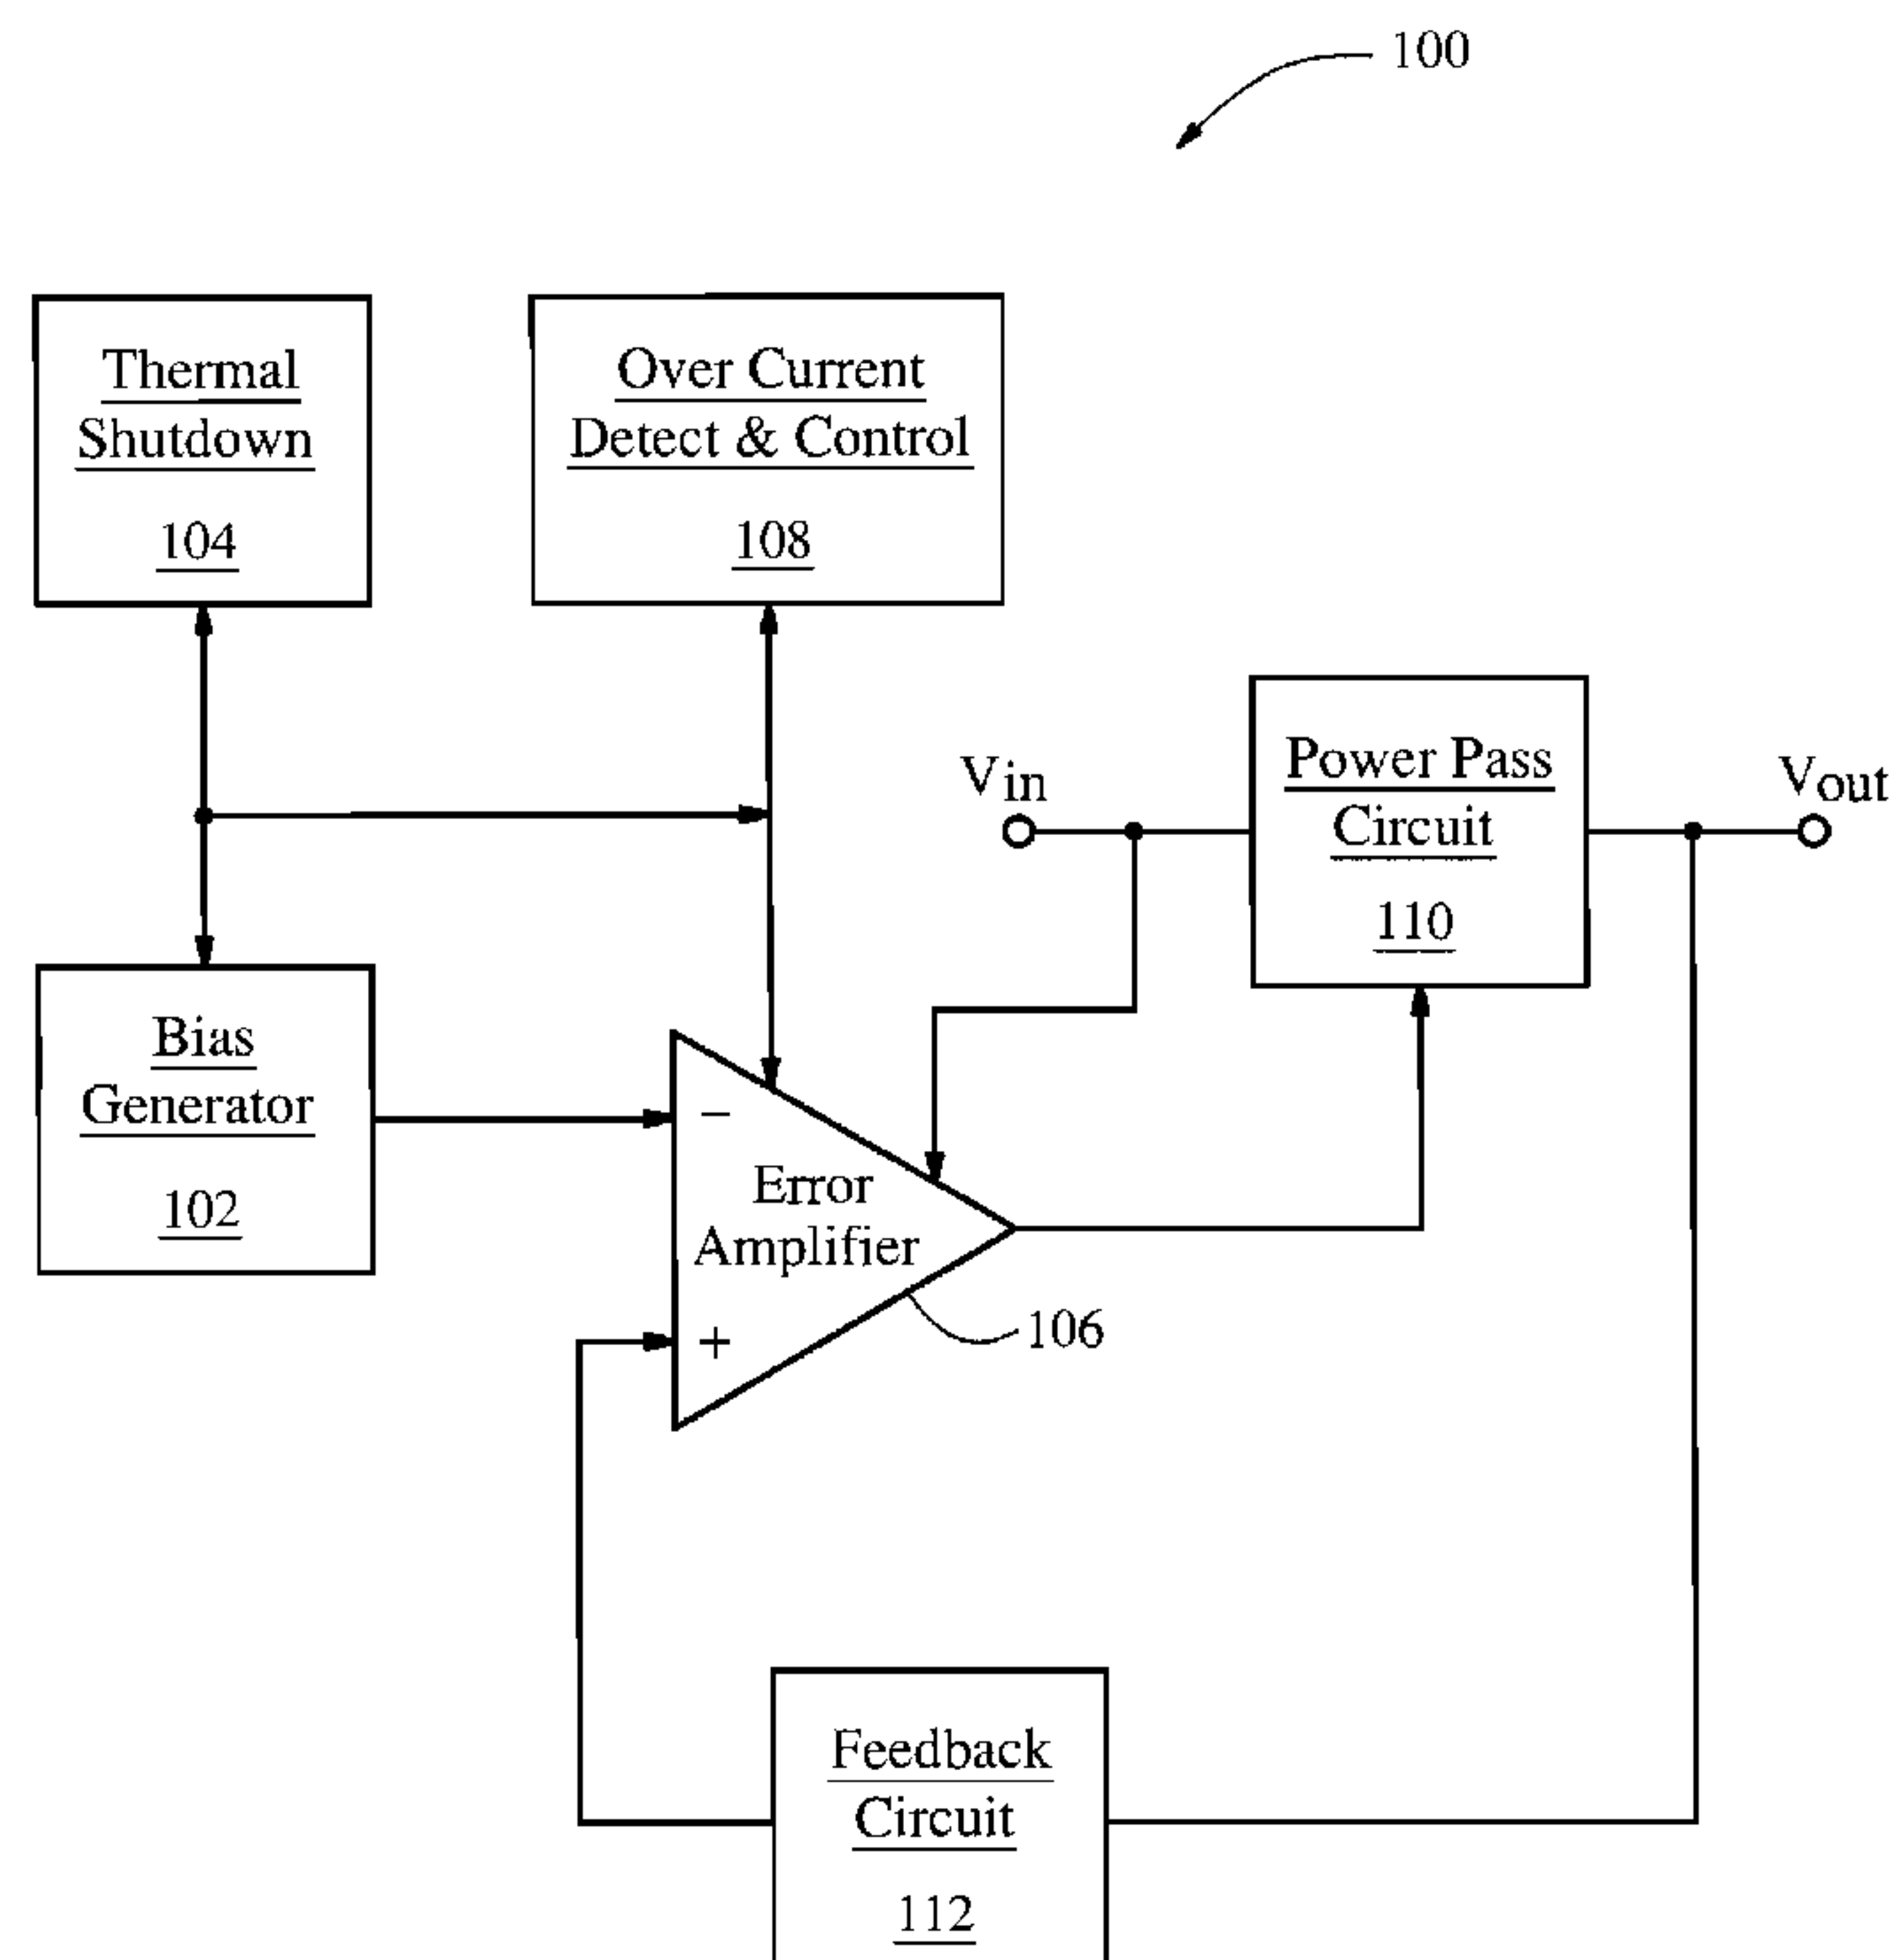 100
Thermal
Shutdown
104
Over Current
Detect & Control
108
Vin
Power Pass
Circuit
110
Vout
Bias
Generator
102
−
Error
Amplifier
+
106
Feedback
Circuit
112